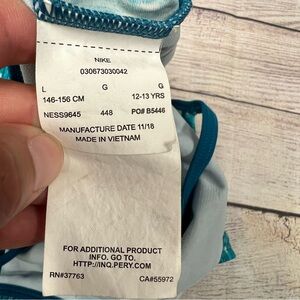 NIKE
030673030042
L G G
146-156 CM 12-13 YRS
NESS9645 448 PO# B5446
MANUFACTURE DATE 11/18
MADE IN VIETNAM
FOR ADDITIONAL PRODUCT
INFO. GO TO.
HTTP://INQ.PERY.COM/
RN#37763 CA#55972